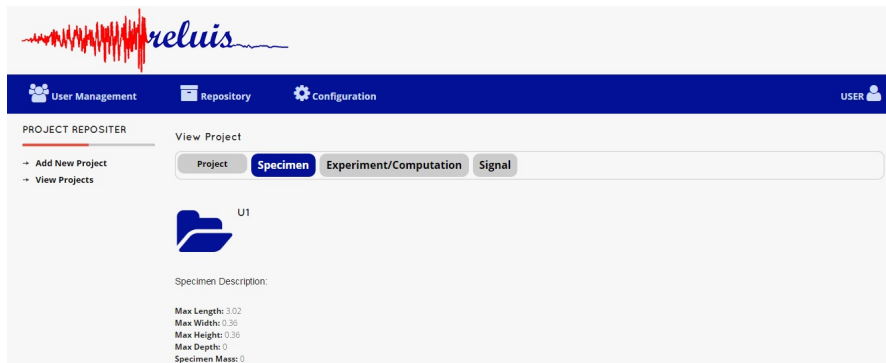 reluis
User Management Repository Configuration USER
PROJECT REPOSITER
→ Add New Project
→ View Projects
View Project
Project Specimen Experiment/Computation Signal
U1
Specimen Description:
Max Length: 3.02
Max Width: 0.36
Max Height: 0.36
Max Depth: 0
Specimen Mass: 0